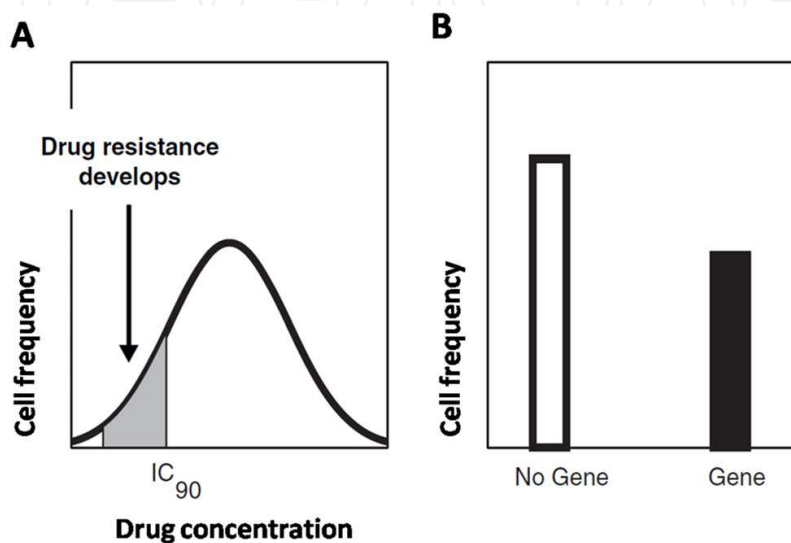 A
Drug resistance
develops
Cell frequency
IC90
Drug concentration
B
Cell frequency
No Gene
Gene